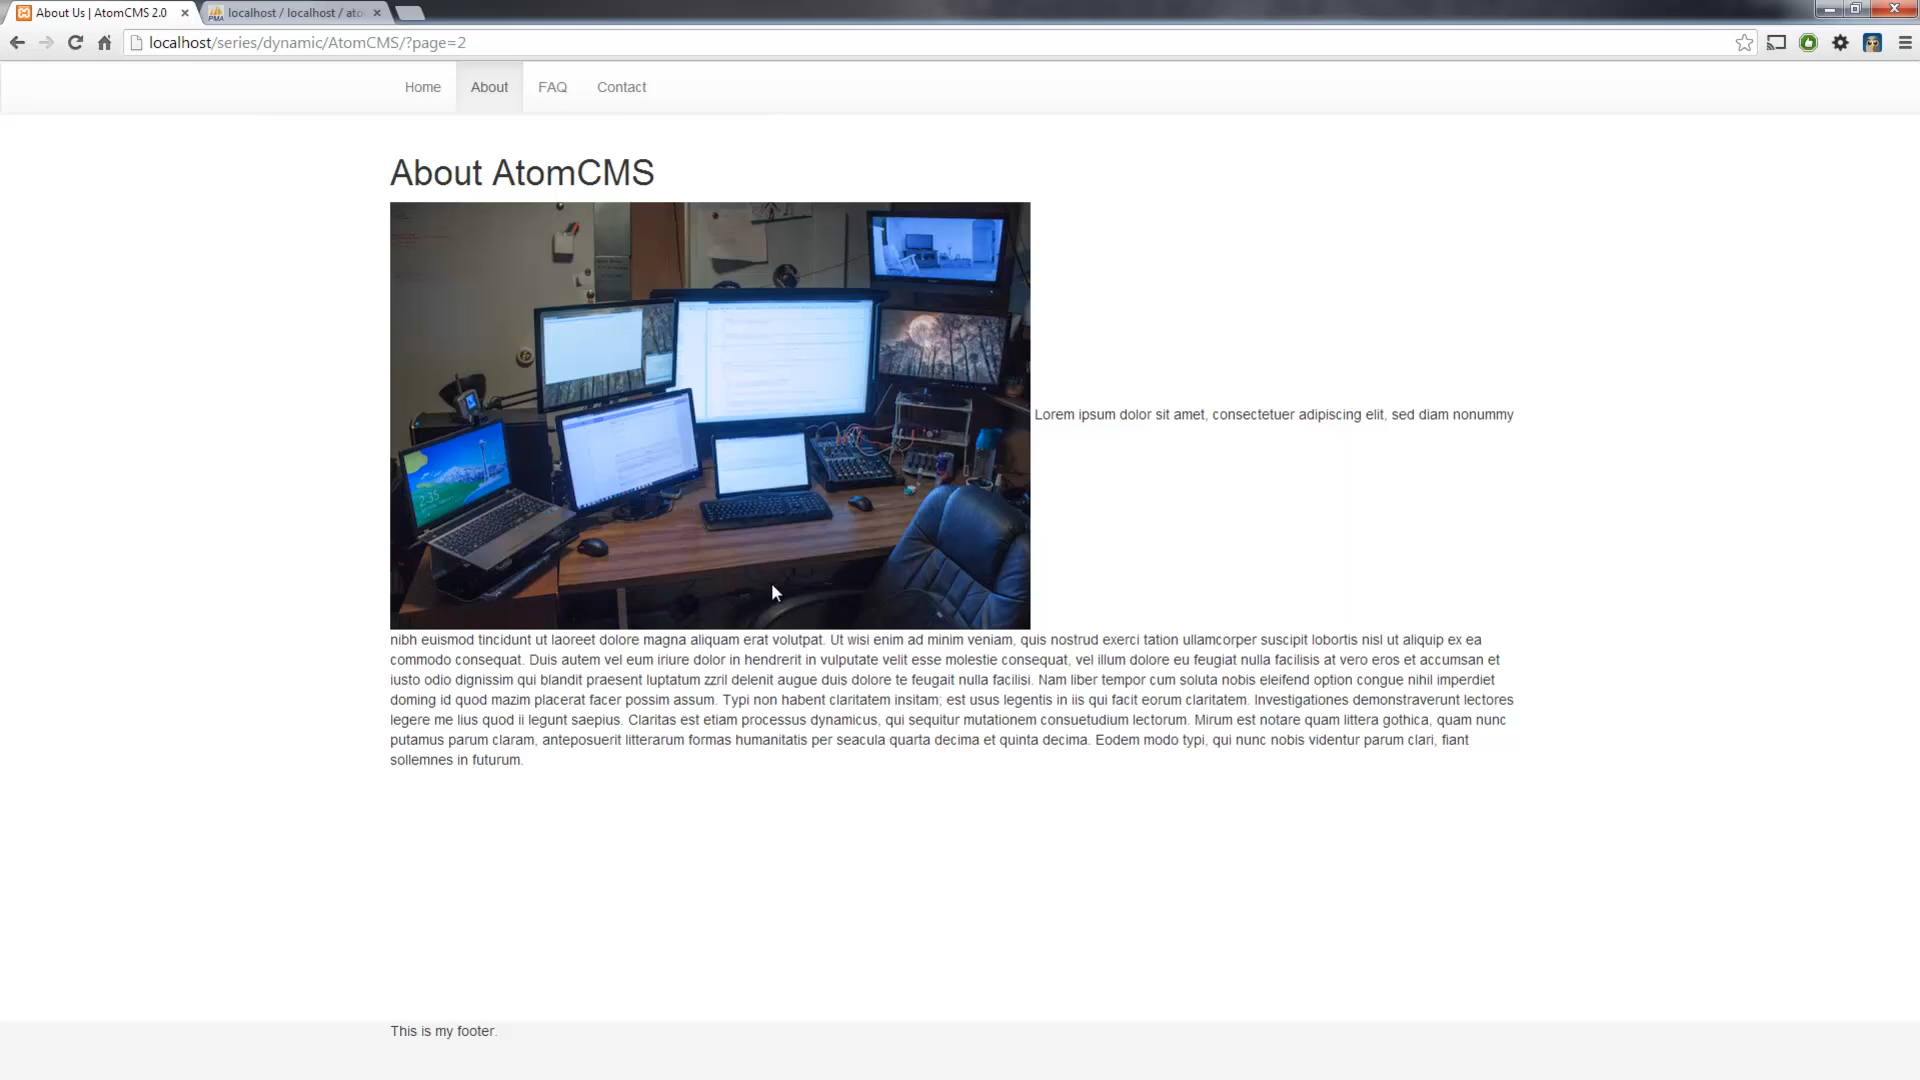 About Us | AtomCMS 2.0
localhost / localhost / ato
localhost/series/dynamic/AtomCMS/?page=2
Home
About
FAQ
Contact
About AtomCMS
2:35
Lorem ipsum dolor sit amet, consectetuer adipiscing elit, sed diam nonummy
nibh euismod tincidunt ut laoreet dolore magna aliquam erat volutpat. Ut wisi enim ad minim veniam, quis nostrud exerci tation ullamcorper suscipit lobortis nisl ut aliquip ex ea
commodo consequat. Duis autem vel eum iriure dolor in hendrerit in vulputate velit esse molestie consequat, vel illum dolore eu feugiat nulla facilisis at vero eros et accumsan et
iusto odio dignissim qui blandit praesent luptatum zzril delenit augue duis dolore te feugait nulla facilisi. Nam liber tempor cum soluta nobis eleifend option congue nihil imperdiet
doming id quod mazim placerat facer possim assum. Typi non habent claritatem insitam; est usus legentis in iis qui facit eorum claritatem. Investigationes demonstraverunt lectores
legere me lius quod ii legunt saepius. Claritas est etiam processus dynamicus, qui sequitur mutationem consuetudium lectorum. Mirum est notare quam littera gothica, quam nunc
putamus parum claram, anteposuerit litterarum formas humanitatis per seacula quarta decima et quinta decima. Eodem modo typi, qui nunc nobis videntur parum clari, fiant
sollemnes in futurum.
This is my footer.